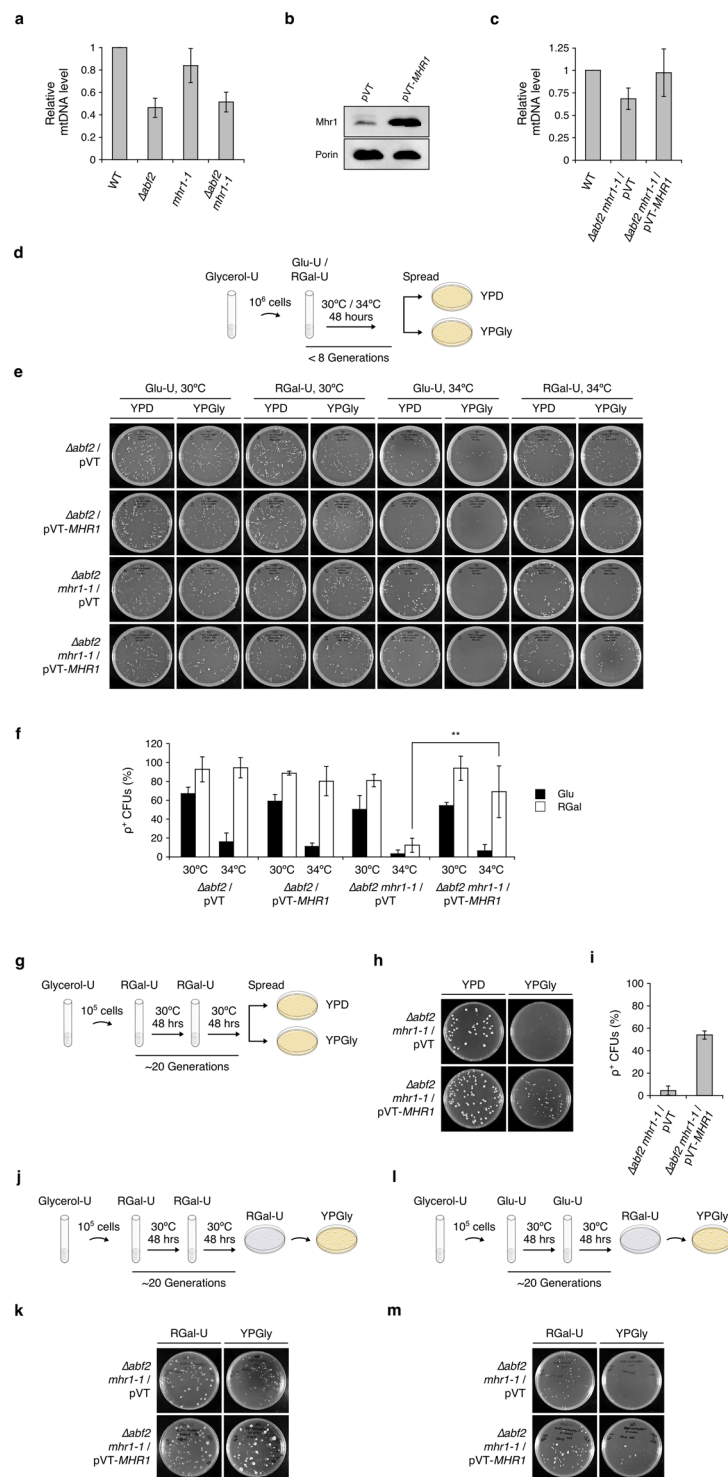 a
Relative
mtDNA level
1
0.8
0.6
0.4
0.2
0
WT
Δabf2
mhr1-1
Δabf2
mhr1-1
b
pVT
pVT-MHR1
Mhr1
Porin
c
Relative
mtDNA level
1.25
1
0.75
0.5
0.25
0
WT
Δabf2 mhr1-1 /
pVT
Δabf2 mhr1-1 /
pVT-MHR1
d
Glycerol-U
10⁶ cells
Glu-U /
RGal-U
30ºC / 34ºC
48 hours
Spread
YPD
YPGly
< 8 Generations
e
Glu-U, 30ºC
RGal-U, 30ºC
Glu-U, 34ºC
RGal-U, 34ºC
YPD
YPGly
YPD
YPGly
YPD
YPGly
YPD
YPGly
Δabf2 /
pVT
Δabf2 /
pVT-MHR1
Δabf2
mhr1-1 /
pVT
Δabf2
mhr1-1 /
pVT-MHR1
f
ρ⁺ CFUs (%)
120
100
80
60
40
20
0
**
Glu
RGal
30ºC 34ºC
30ºC 34ºC
30ºC 34ºC
30ºC 34ºC
Δabf2 /
pVT
Δabf2 /
pVT-MHR1
Δabf2 mhr1-1 /
pVT
Δabf2 mhr1-1 /
pVT-MHR1
g
Glycerol-U
RGal-U
RGal-U
Spread
10⁵ cells
30ºC
48 hrs
30ºC
48 hrs
YPD
YPGly
~20 Generations
h
YPD
YPGly
Δabf2
mhr1-1 /
pVT
Δabf2
mhr1-1 /
pVT-MHR1
i
ρ⁺ CFUs (%)
100
80
60
40
20
0
Δabf2 mhr1-1 /
pVT
Δabf2 mhr1-1 /
pVT-MHR1
j
Glycerol-U
RGal-U
RGal-U
10⁵ cells
30ºC
48 hrs
30ºC
48 hrs
RGal-U
YPGly
~20 Generations
l
Glycerol-U
Glu-U
Glu-U
10⁵ cells
30ºC
48 hrs
30ºC
48 hrs
RGal-U
YPGly
~20 Generations
k
RGal-U
YPGly
Δabf2
mhr1-1 /
pVT
Δabf2
mhr1-1 /
pVT-MHR1
m
RGal-U
YPGly
Δabf2
mhr1-1 /
pVT
Δabf2
mhr1-1 /
pVT-MHR1